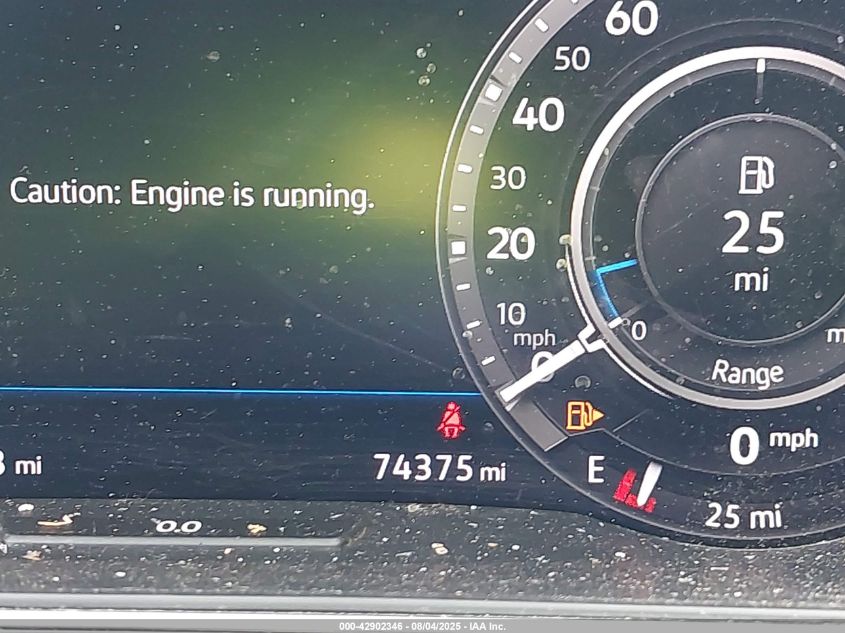 60
50
40
30
20
10
mph
0
Caution: Engine is running.
25
mi
0
m
Range
0 mph
E
25 mi
mi
74375 mi
0.0
000-42902346 - 08/04/2025 - IAA Inc.